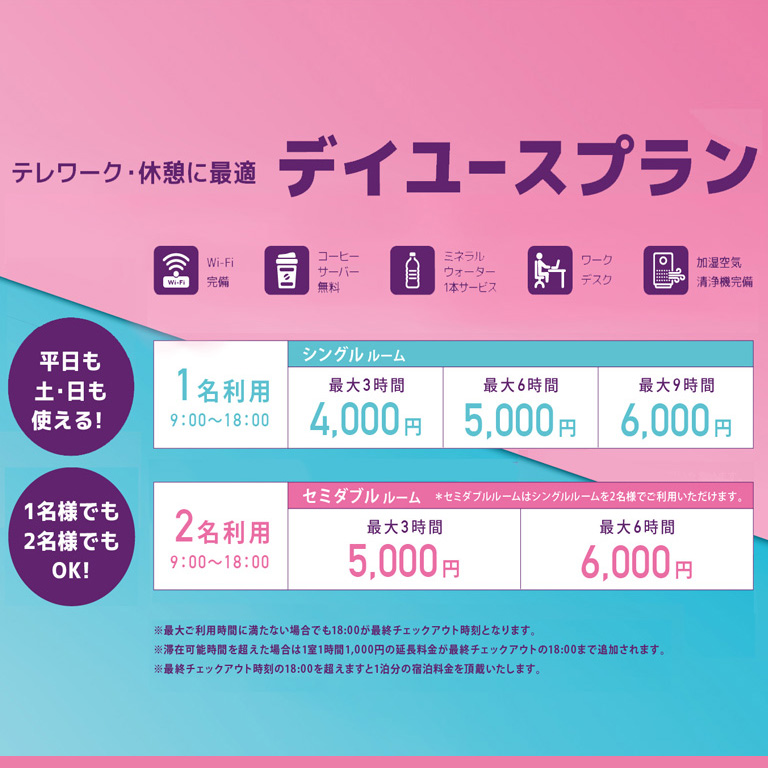 テレワーク・休憩に最適 デイユースプラン
Wi-Fi
完備
Wi-Fi
コーヒー
サーバー
無料
ミネラル
ウォーター
1本サービス
ワーク
デスク
加湿空気
清浄機完備
平日も
土・日も
使える!
1名利用
9:00〜18:00
シングルルーム
最大3時間
4,000円
最大6時間
5,000円
最大9時間
6,000円
1名様でも
2名様でも
OK!
2名利用
9:00〜18:00
セミダブルルーム ＊セミダブルルームはシングルルームを2名様でご利用いただけます。
最大3時間
5,000円
最大6時間
6,000円
※最大ご利用時間に満たない場合でも18:00が最終チェックアウト時刻となります。
※滞在可能時間を超えた場合は1室1時間1,000円の延長料金が最終チェックアウトの18:00まで追加されます。
※最終チェックアウト時刻の18:00を超えますと1泊分の宿泊料金を頂戴いたします。